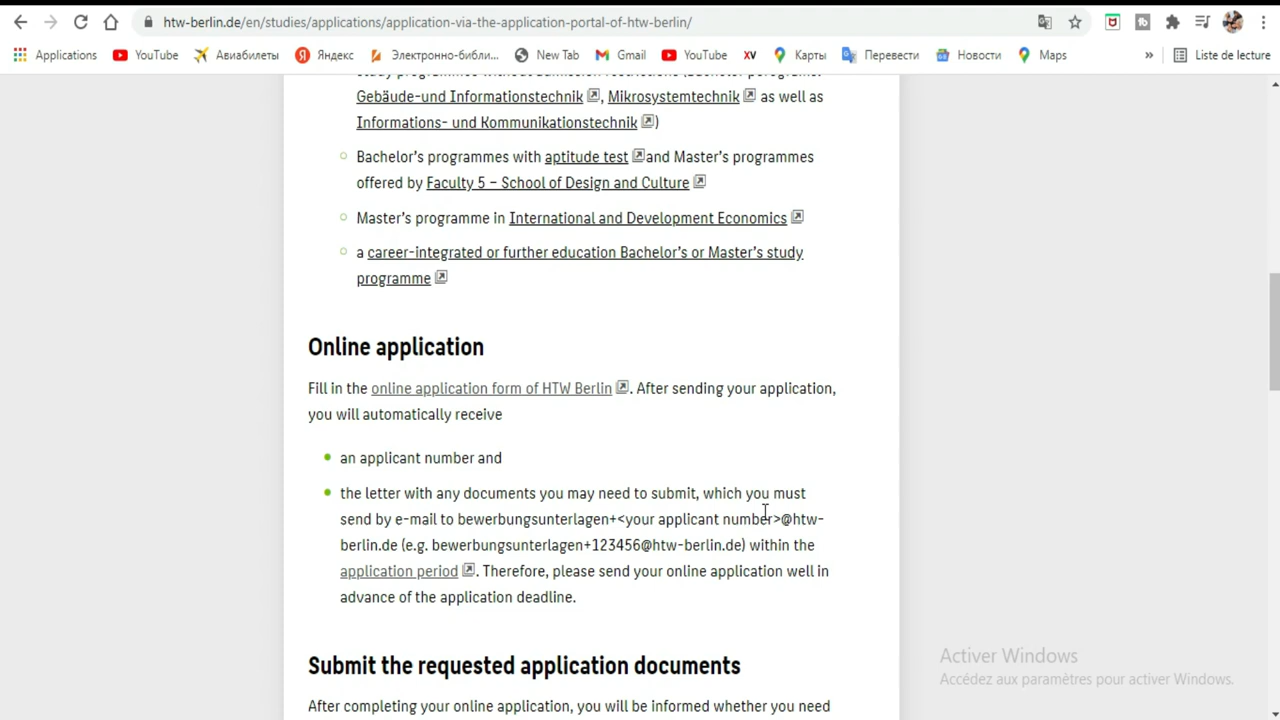 htw-berlin.de/en/studies/applications/application-via-the-application-portal-of-htw-berlin/
Applications YouTube Авиабилеты Яндекс Электронно-библи... New Tab Gmail YouTube XV Карты Перевести Новости Maps » Liste de lecture
study programmes without admission restrictions (Bachelor
Gebäude-und Informationstechnik, Mikrosystemtechnik as well as
Informations- und Kommunikationstechnik)
Bachelor's programmes with aptitude test and Master's programmes
offered by Faculty 5 – School of Design and Culture
Master's programme in International and Development Economics
a career-integrated or further education Bachelor's or Master's study
programme
Online application
Fill in the online application form of HTW Berlin. After sending your application,
you will automatically receive
an applicant number and
the letter with any documents you may need to submit, which you must
send by e-mail to bewerbungsunterlagen+<your applicant number>@htw-
berlin.de (e.g. bewerbungsunterlagen+123456@htw-berlin.de) within the
application period. Therefore, please send your online application well in
advance of the application deadline.
Submit the requested application documents
After completing your online application, you will be informed whether you need
Activer Windows
Accédez aux paramètres pour activer Windows.